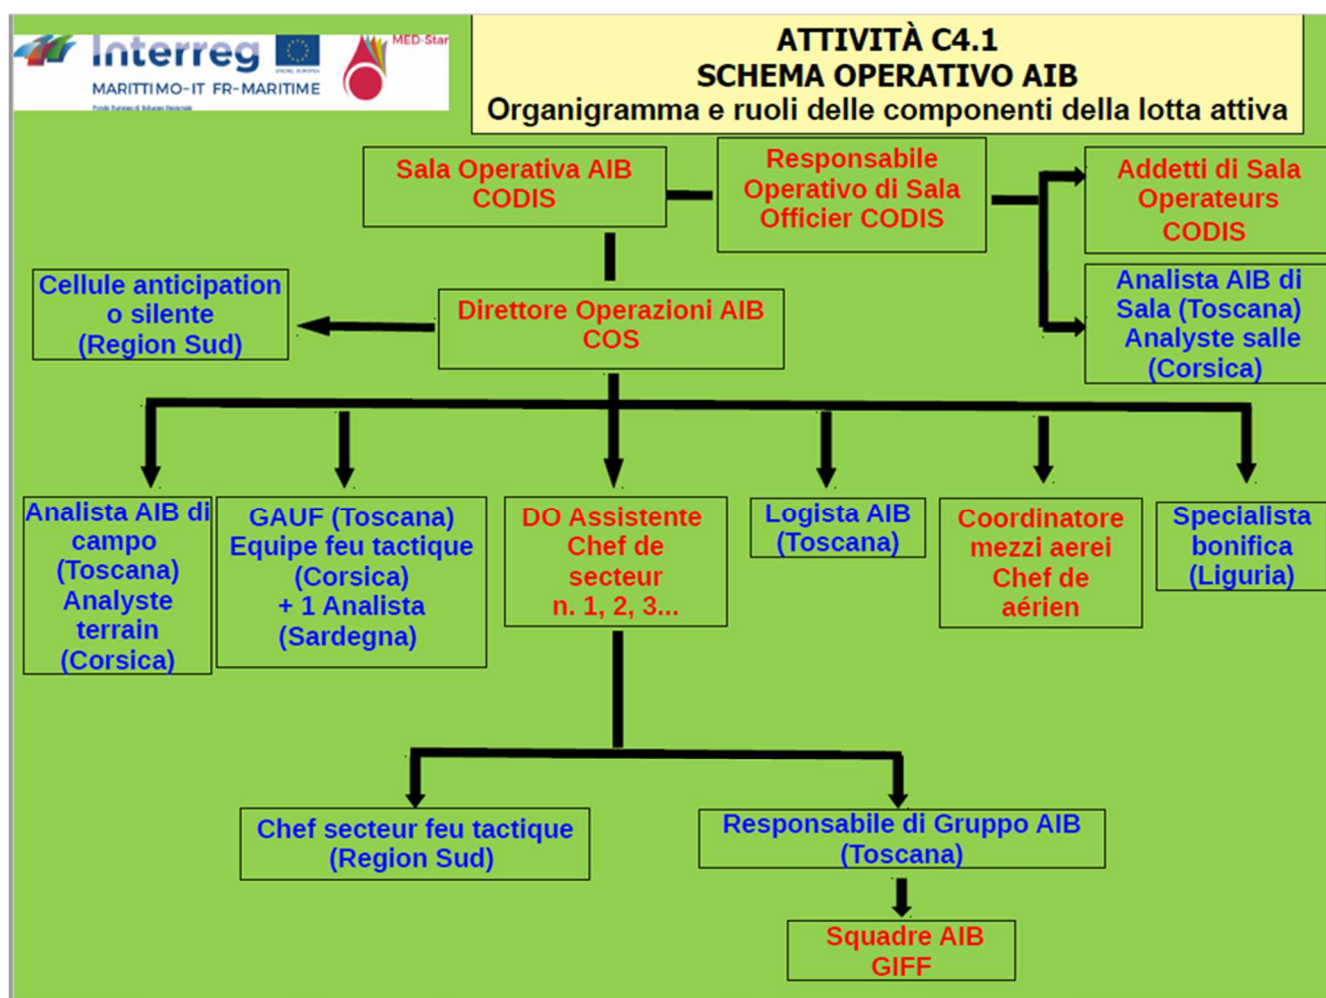 Interreg
MARITTIMO-IT FR-MARITIME
MED-Star
ATTIVITÀ C4.1
SCHEMA OPERATIVO AIB
Organigramma e ruoli delle componenti della lotta attiva
Sala Operativa AIB
CODIS
Responsabile
Operativo di Sala
Officier CODIS
Addetti di Sala
Operateurs
CODIS
Cellule anticipation
o silente
(Region Sud)
Direttore Operazioni AIB
COS
Analista AIB di
Sala (Toscana)
Analyste salle
(Corsica)
Analista AIB di
campo
(Toscana)
Analyste
terrain
(Corsica)
GAUF (Toscana)
Equipe feu tactique
(Corsica)
+ 1 Analista
(Sardegna)
DO Assistente
Chef de
secteur
n. 1, 2, 3...
Logista AIB
(Toscana)
Coordinatore
mezzi aerei
Chef de
aérien
Specialista
bonifica
(Liguria)
Chef secteur feu tactique
(Region Sud)
Responsabile di Gruppo AIB
(Toscana)
Squadre AIB
GIFF